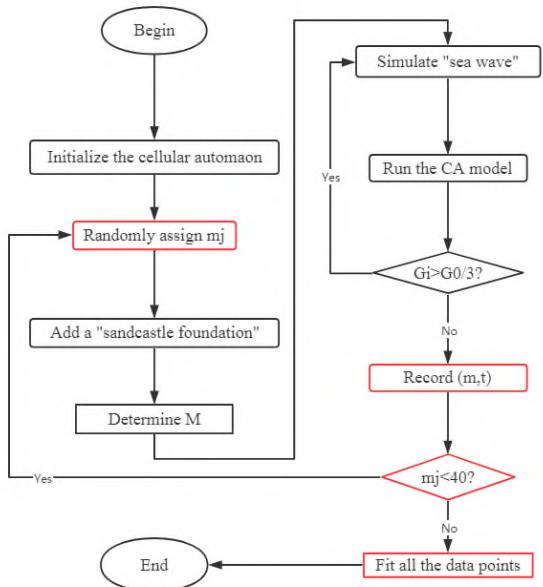 Begin
Initialize the cellular automaon
Randomly assign mj
Add a "sandcastle foundation"
Determine M
Simulate "sea wave"
Run the CA model
Gi>G0/3?
Yes
No
Record (m,t)
mj<40?
Yes
No
Fit all the data points
End